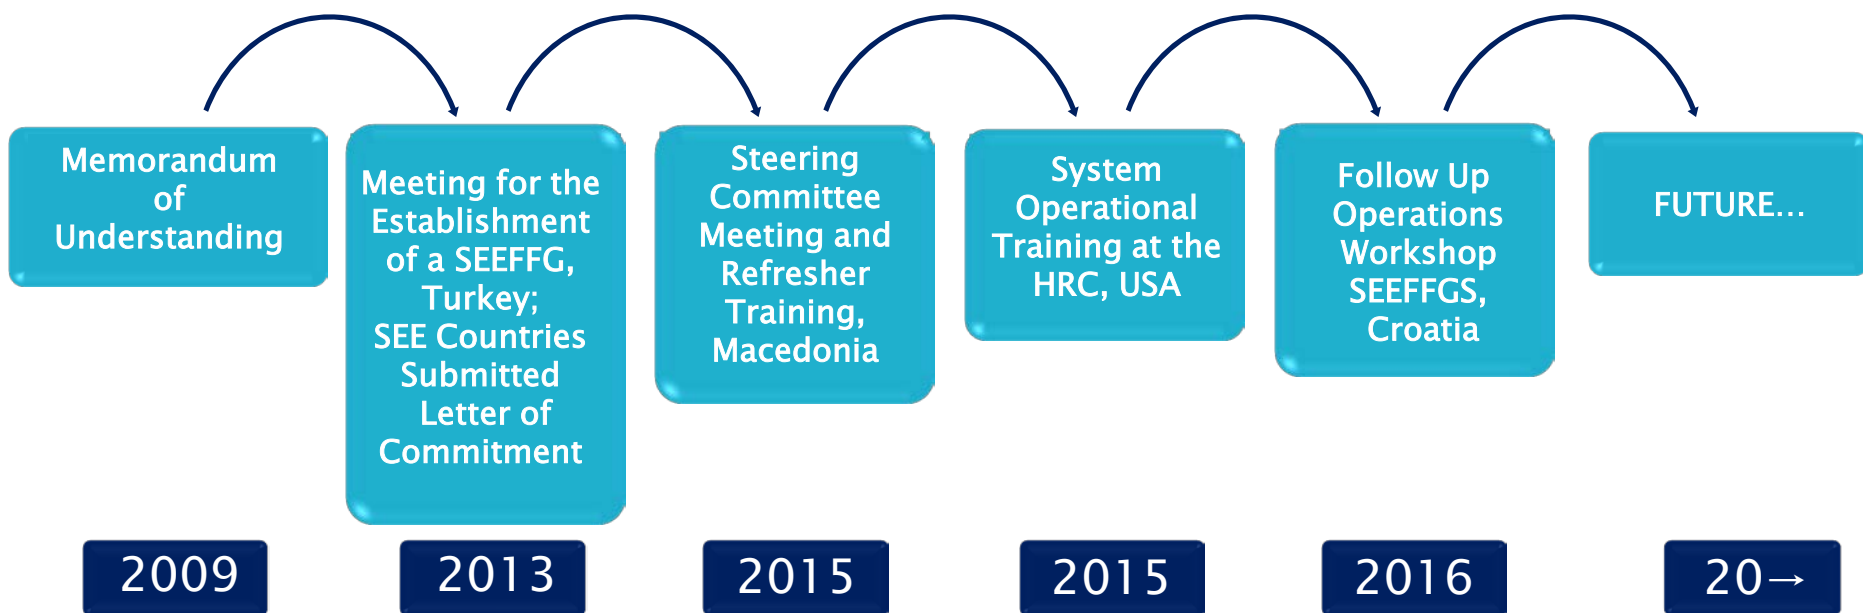 Memorandum
of
Understanding
Meeting for the
Establishment
of a SEEFFG,
Turkey;
SEE Countries
Submitted
Letter of
Commitment
Steering
Committee
Meeting and
Refresher
Training,
Macedonia
System
Operational
Training at the
HRC, USA
Follow Up
Operations
Workshop
SEEFFGS,
Croatia
FUTURE...
2009
2013
2015
2015
2016
20→